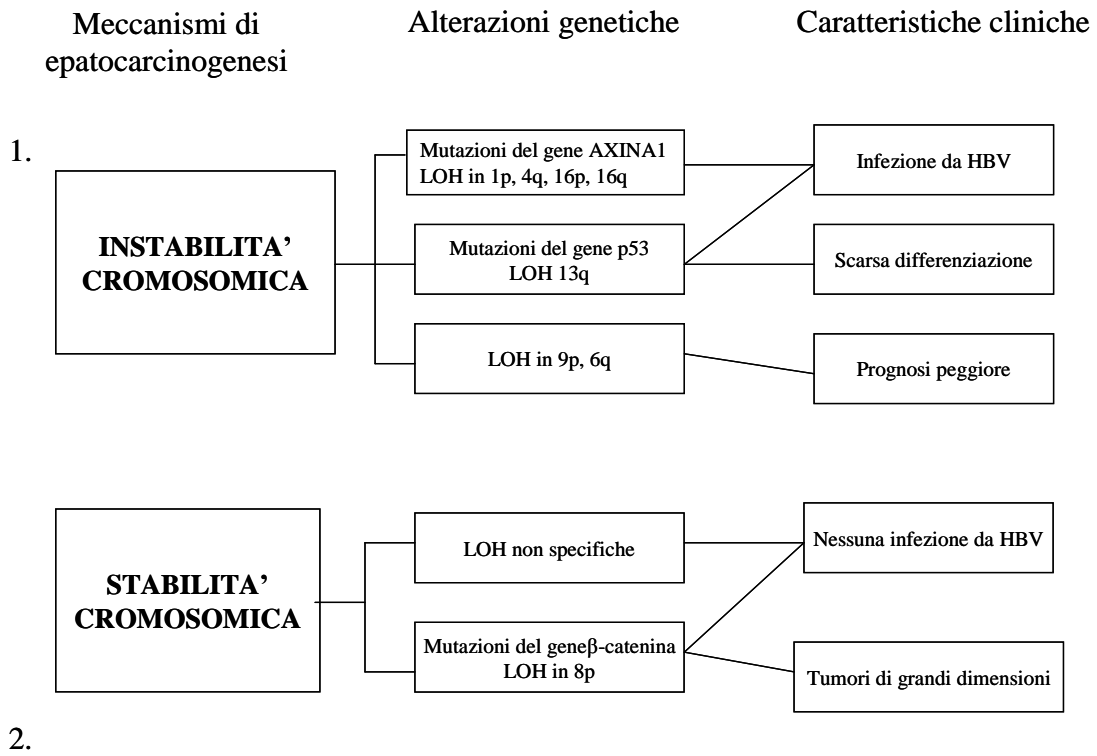 Meccanismi di
epatocarcinogenesi
Alterazioni genetiche
Caratteristiche cliniche
1.
INSTABILITA’
CROMOSOMICA
Mutazioni del gene AXINA1
LOH in 1p, 4q, 16p, 16q
Mutazioni del gene p53
LOH 13q
LOH in 9p, 6q
Infezione da HBV
Scarsa differenziazione
Prognosi peggiore
STABILITA’
CROMOSOMICA
LOH non specifiche
Mutazioni del geneβ-catenina
LOH in 8p
Nessuna infezione da HBV
Tumori di grandi dimensioni
2.